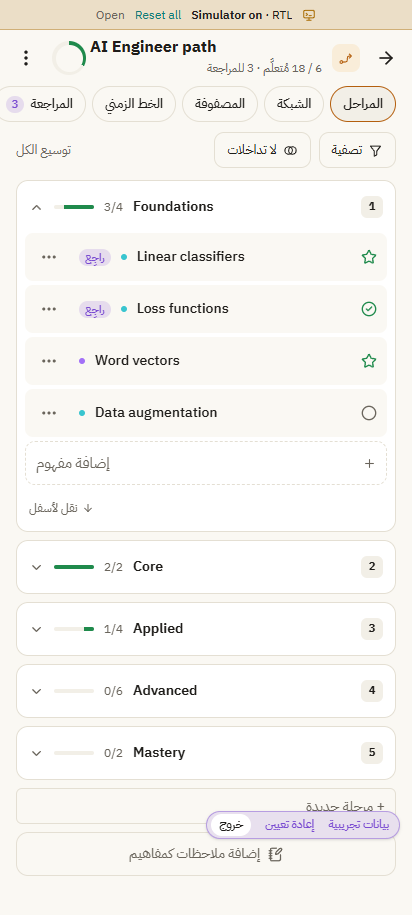 Open Reset all Simulator on · RTL
AI Engineer path
6 / 18 مُتعلَّم · 3 للمراجعة
المراحل
الشبكة
المصفوفة
الخط الزمني
المراجعة 3
تصفية
لا تداخلات
توسيع الكل
1 Foundations 3/4
Linear classifiers راجِع
Loss functions راجِع
Word vectors
Data augmentation
+ إضافة مفهوم
نقل لأسفل ↓
2 Core 2/2
3 Applied 1/4
4 Advanced 0/6
5 Mastery 0/2
+ مرحلة جديدة
بيانات تجريبية إعادة تعيين خروج
إضافة ملاحظات كمفاهيم